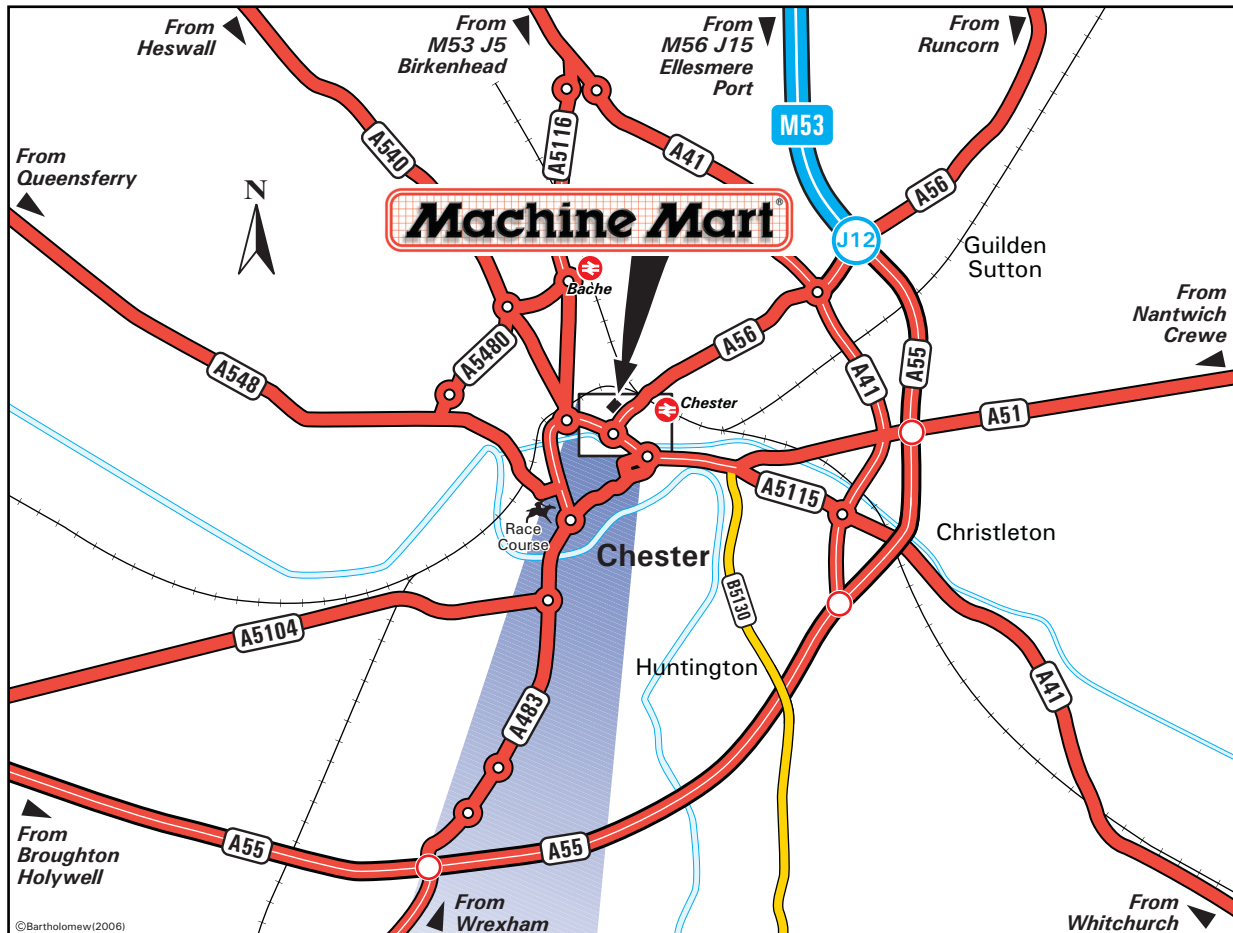 From
Heswall
From
M53 J5
Birkenhead
From
M56 J15
Ellesmere
Port
From
Runcorn
A5116
M53
A540
A41
From
Queensferry
A56
N
Machine Mart®
J12
Guilden
Sutton
Bache
From
Nantwich
Crewe
A56
A5480
A55
A548
A41
Chester
A51
A5115
Race
Course
Christleton
Chester
B5130
A5104
Huntington
A41
A483
From
Broughton
Holywell
A55
A55
From
Wrexham
From
Whitchurch
©Bartholomew(2006)